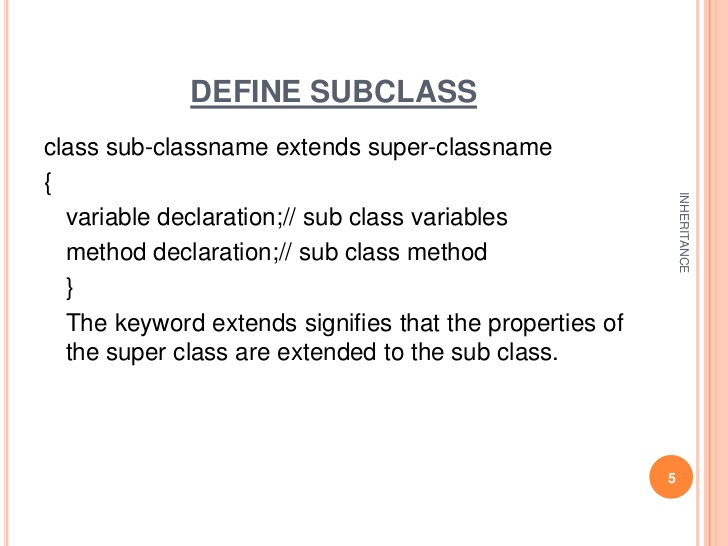 DEFINE SUBCLASS
class sub-classname extends super-classname
{
variable declaration;// sub class variables
method declaration;// sub class method
}
The keyword extends signifies that the properties of
the super class are extended to the sub class.
INHERITANCE
5